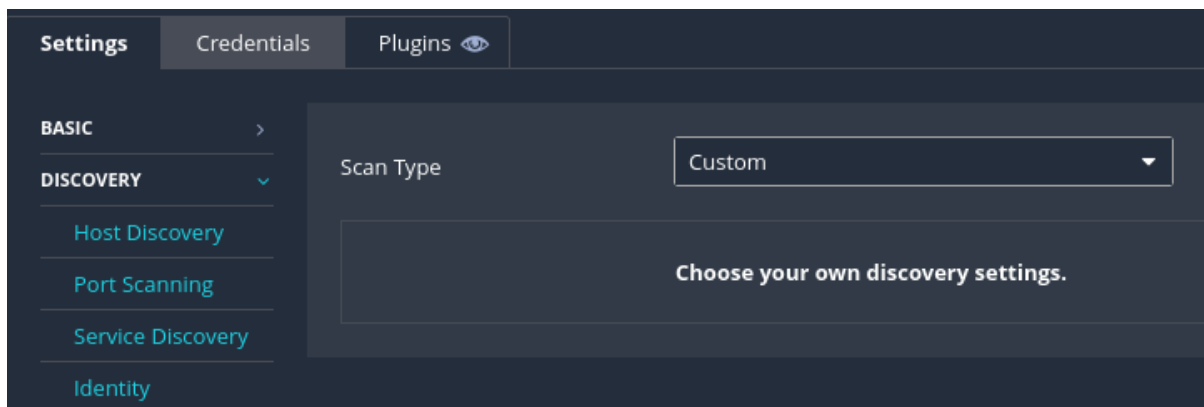 Settings Credentials Plugins
BASIC
DISCOVERY
Host Discovery
Port Scanning
Service Discovery
Identity
Scan Type Custom
Choose your own discovery settings.